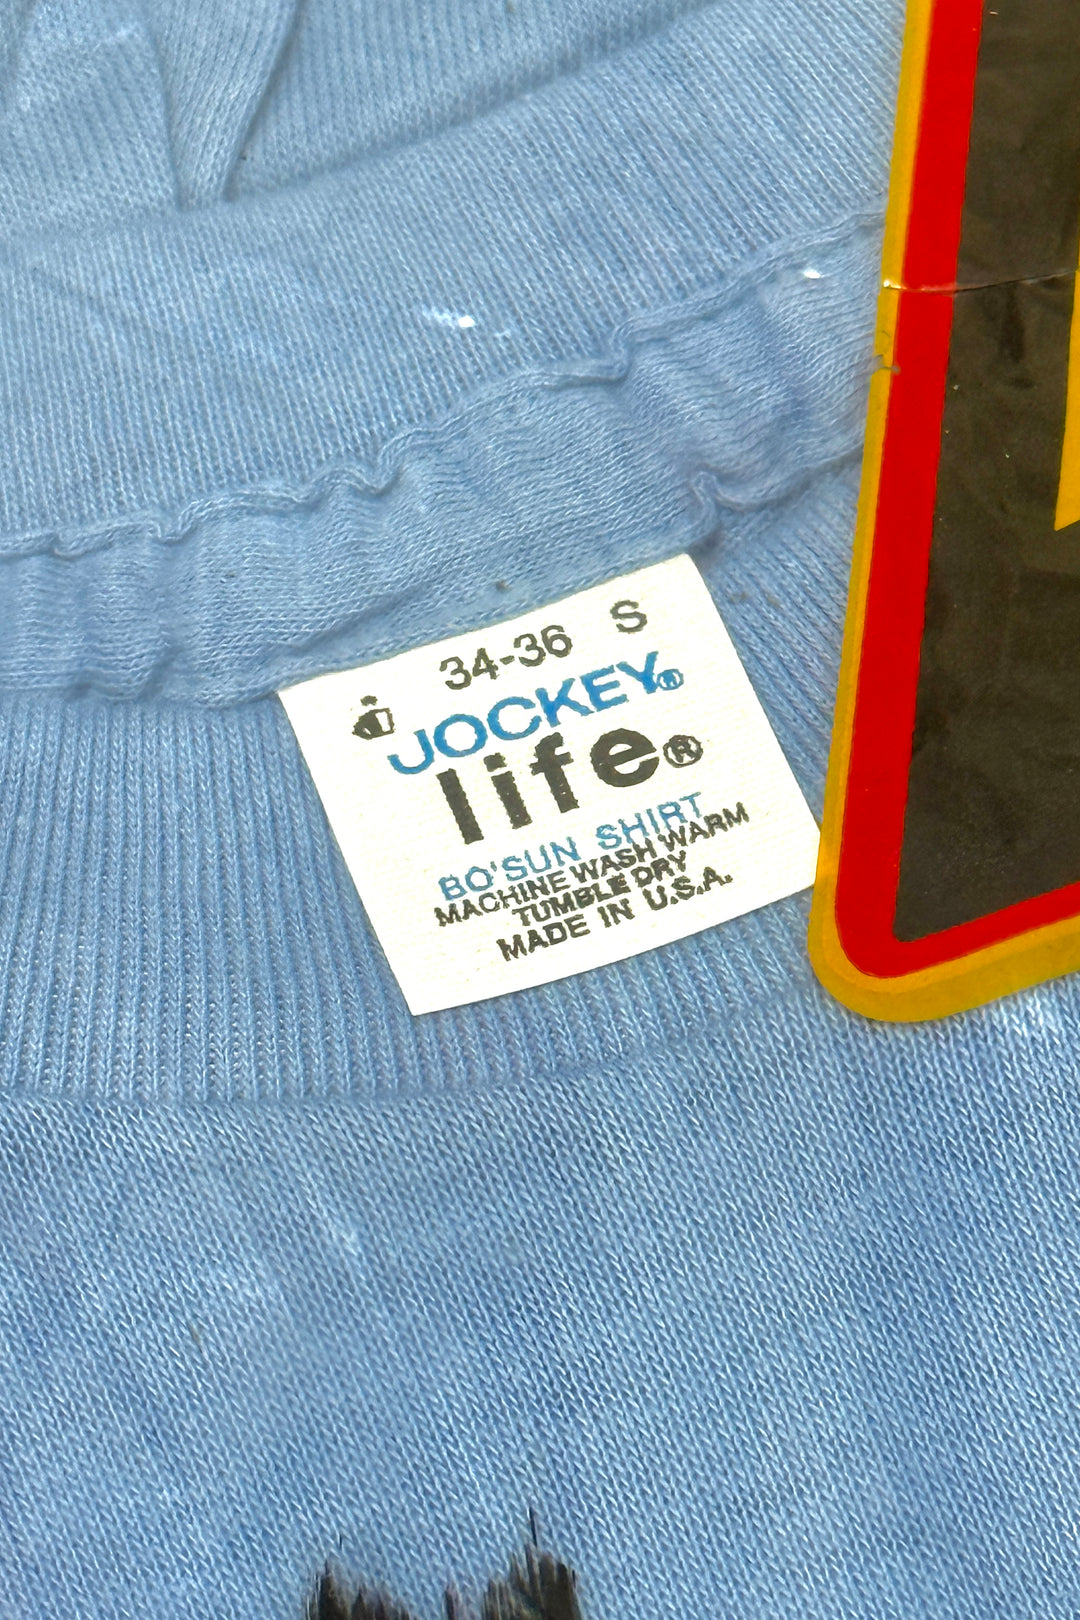 34-36 S
JOCKEY®
life®
BO'SUN SHIRT
MACHINE WASH WARM
TUMBLE DRY
MADE IN U.S.A.